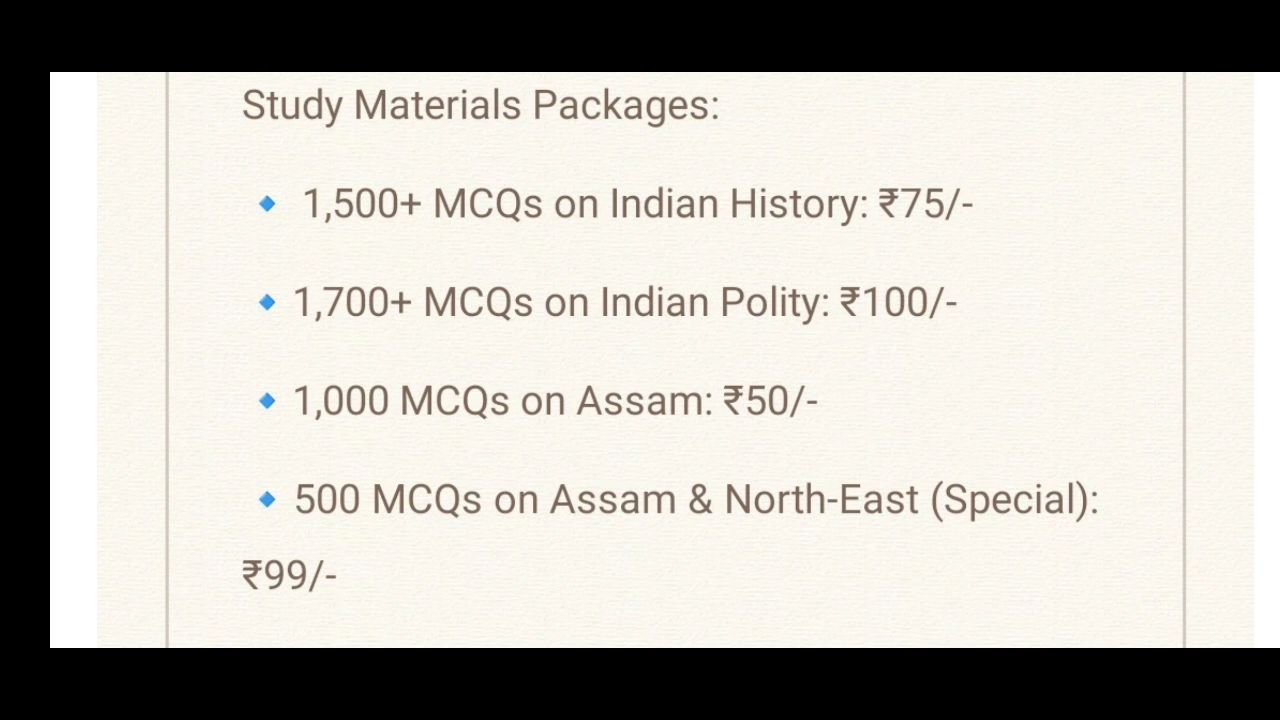 Study Materials Packages:
🔹 1,500+ MCQs on Indian History: ₹75/-
🔹 1,700+ MCQs on Indian Polity: ₹100/-
🔹 1,000 MCQs on Assam: ₹50/-
🔹 500 MCQs on Assam & North-East (Special):
₹99/-